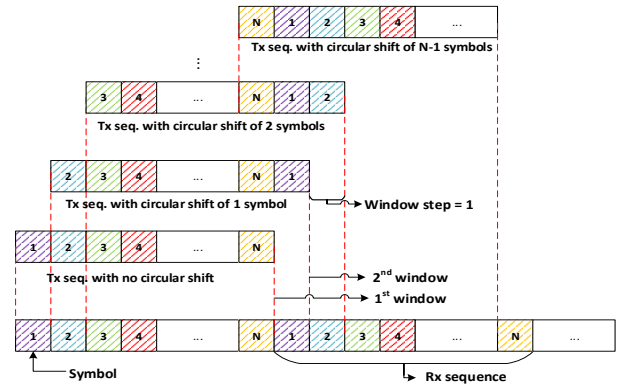 N 1 2 3 4 ...
Tx seq. with circular shift of N-1 symbols
...
3 4 ... N 1 2
Tx seq. with circular shift of 2 symbols
2 3 4 ... N 1
Tx seq. with circular shift of 1 symbol
Window step = 1
1 2 3 4 ... N
Tx seq. with no circular shift
2nd window
1st window
1 2 3 4 ... N 1 2 3 4 ... N ...
Symbol
Rx sequence